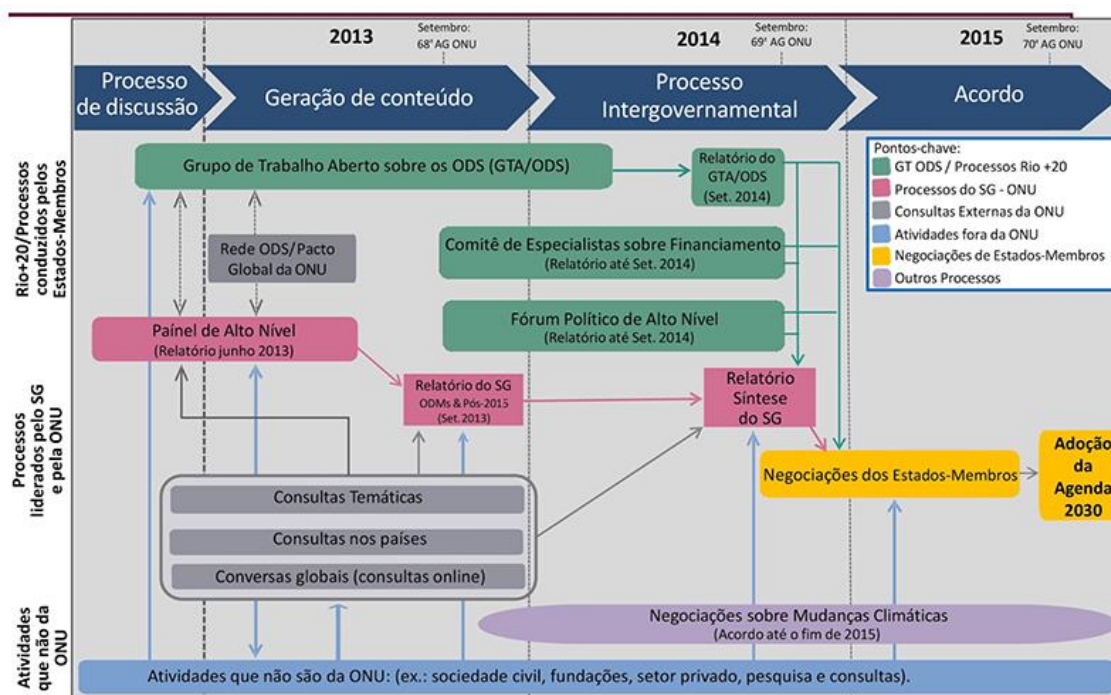 2013
Setembro:
68ª AG ONU
2014
Setembro:
69ª AG ONU
2015
Setembro:
70ª AG ONU
Processo
de discussão
Geração de conteúdo
Processo
Intergovernamental
Acordo
Rio+20/Processos
conduzidos pelos
Estados-Membros
Grupo de Trabalho Aberto sobre os ODS (GTA/ODS)
Relatório do
GTA/ODS
(Set. 2014)
Pontos-chave:
GT ODS / Processos Rio +20
Processos do SG - ONU
Consultas Externas da ONU
Atividades fora da ONU
Negociações de Estados-Membros
Outros Processos
Rede ODS/Pacto
Global da ONU
Comitê de Especialistas sobre Financiamento
(Relatório até Set. 2014)
Fórum Político de Alto Nível
(Relatório até Set. 2014)
Processos
liderados pelo SG
e pela ONU
Paínel de Alto Nível
(Relatório junho 2013)
Relatório do SG
ODMs & Pós-2015
(Set. 2013)
Relatório
Síntese
do SG
Negociações dos Estados-Membros
Adoção
da
Agenda
2030
Consultas Temáticas
Consultas nos países
Conversas globais (consultas online)
Atividades
que não da
ONU
Negociações sobre Mudanças Climáticas
(Acordo até o fim de 2015)
Atividades que não são da ONU: (ex.: sociedade civil, fundações, setor privado, pesquisa e consultas).